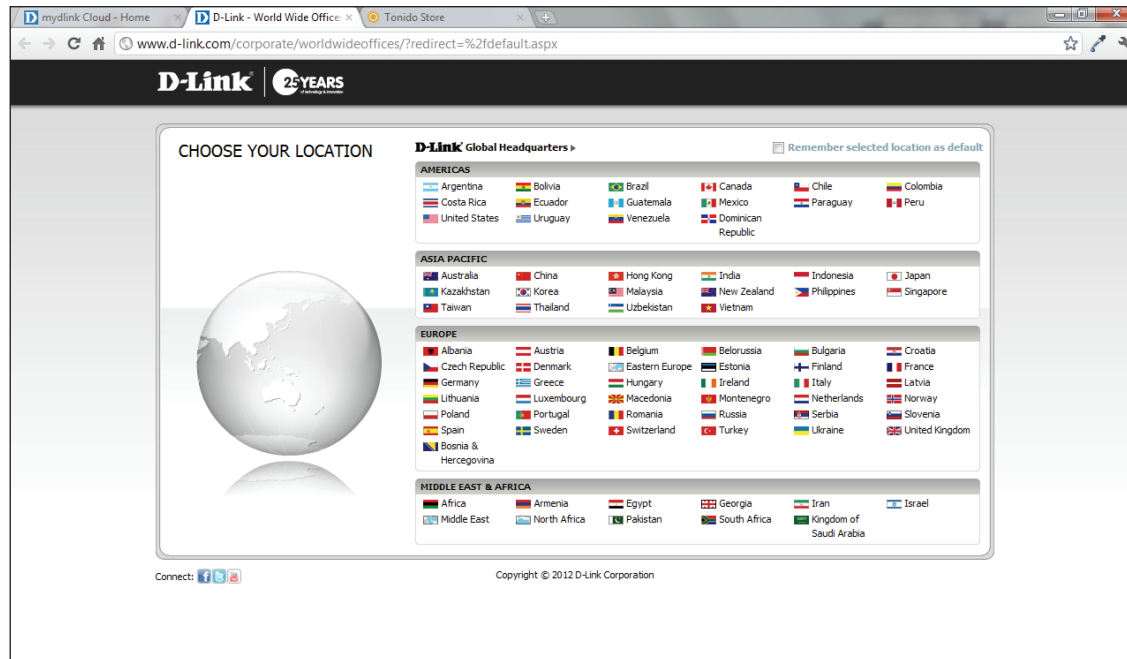 mydlink Cloud - Home
D-Link - World Wide Office
Tonido Store
www.d-link.com/corporate/worldwideoffices/?redirect=%2fdefault.aspx
D-Link
25 YEARS
CHOOSE YOUR LOCATION
D-Link Global Headquarters
Remember selected location as default
AMERICAS
Argentina Bolivia Brazil Canada Chile Colombia
Costa Rica Ecuador Guatemala Mexico Paraguay Peru
United States Uruguay Venezuela Dominican
Republic
ASIA PACIFIC
Australia China Hong Kong India Indonesia Japan
Kazakhstan Korea Malaysia New Zealand Philippines Singapore
Taiwan Thailand Uzbekistan Vietnam
EUROPE
Albania Austria Belgium Belorussia Bulgaria Croatia
Czech Republic Denmark Eastern Europe Estonia Finland France
Germany Greece Hungary Ireland Italy Latvia
Lithuania Luxembourg Macedonia Montenegro Netherlands Norway
Poland Portugal Romania Russia Serbia Slovenia
Spain Sweden Switzerland Turkey Ukraine United Kingdom
Bosnia &
Hercegovina
MIDDLE EAST & AFRICA
Africa Armenia Egypt Georgia Iran Israel
Middle East North Africa Pakistan South Africa Kingdom of
Saudi Arabia
Connect:
Copyright © 2012 D-Link Corporation